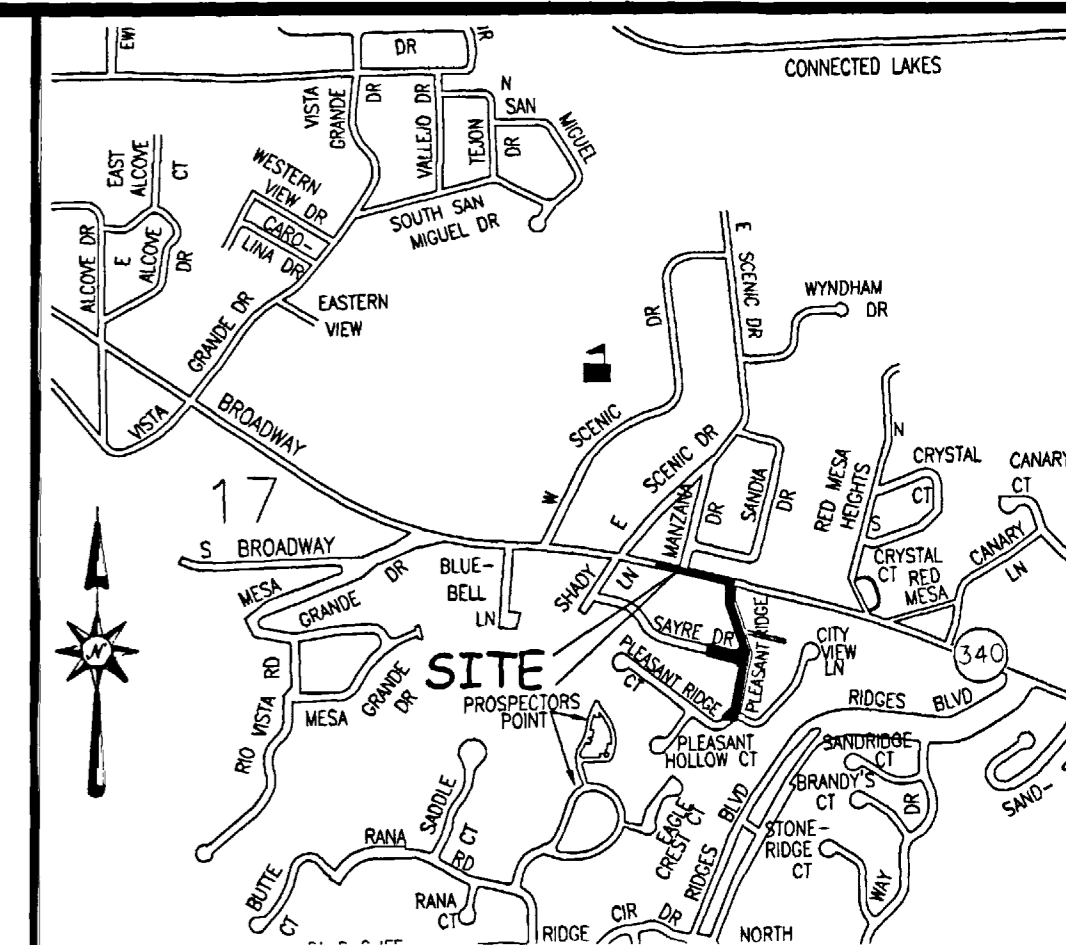 EWI
DR
DR
CONNECTED LAKES
VISTA
GRANDE
DR
VALLEJO DR
TEJON
DR
N
SAN
MIGUEL
EAST
ALCOVE
CT
WESTERN
VIEW DR
CARO-
LINA DR
SOUTH SAN
MIGUEL DR
ALCOVE DR
E
ALCOVE
DR
EASTERN
VIEW
VISTA
GRANDE DR
BROADWAY
E SCENIC DR
WYNDHAM
DR
W
SCENIC
DR
E
SCENIC DR
MANZANA
DR
SANDIA
DR
RED MESA
HEIGHTS
N
CRYSTAL
CT
S
CRYSTAL
CT
RED
MESA
CANARY
CT
CANARY
LN
17
S BROADWAY
MESA
GRANDE
DR
BLUE-
BELL
LN
SHADY
LN
SAYRE DR
PLEASANT RIDGE
PLEASANT RIDGE
CT
CITY
VIEW
LN
340
N
SITE
PROSPECTORS
POINT
RIO VISTA RD
MESA
GRANDE
DR
PLEASANT
HOLLOW CT
RIDGES BLVD
SANDRIDGE
CT
BRANDY'S
CT
DR
SAND-
STONE-
RIDGE
CT
WAY
RIDGES BLVD
EAGLE
CREST CT
SADDLE
CT
RANA
RD
RANA
CT
BUTTE
CT
RIDGE
CIR DR
NORTH